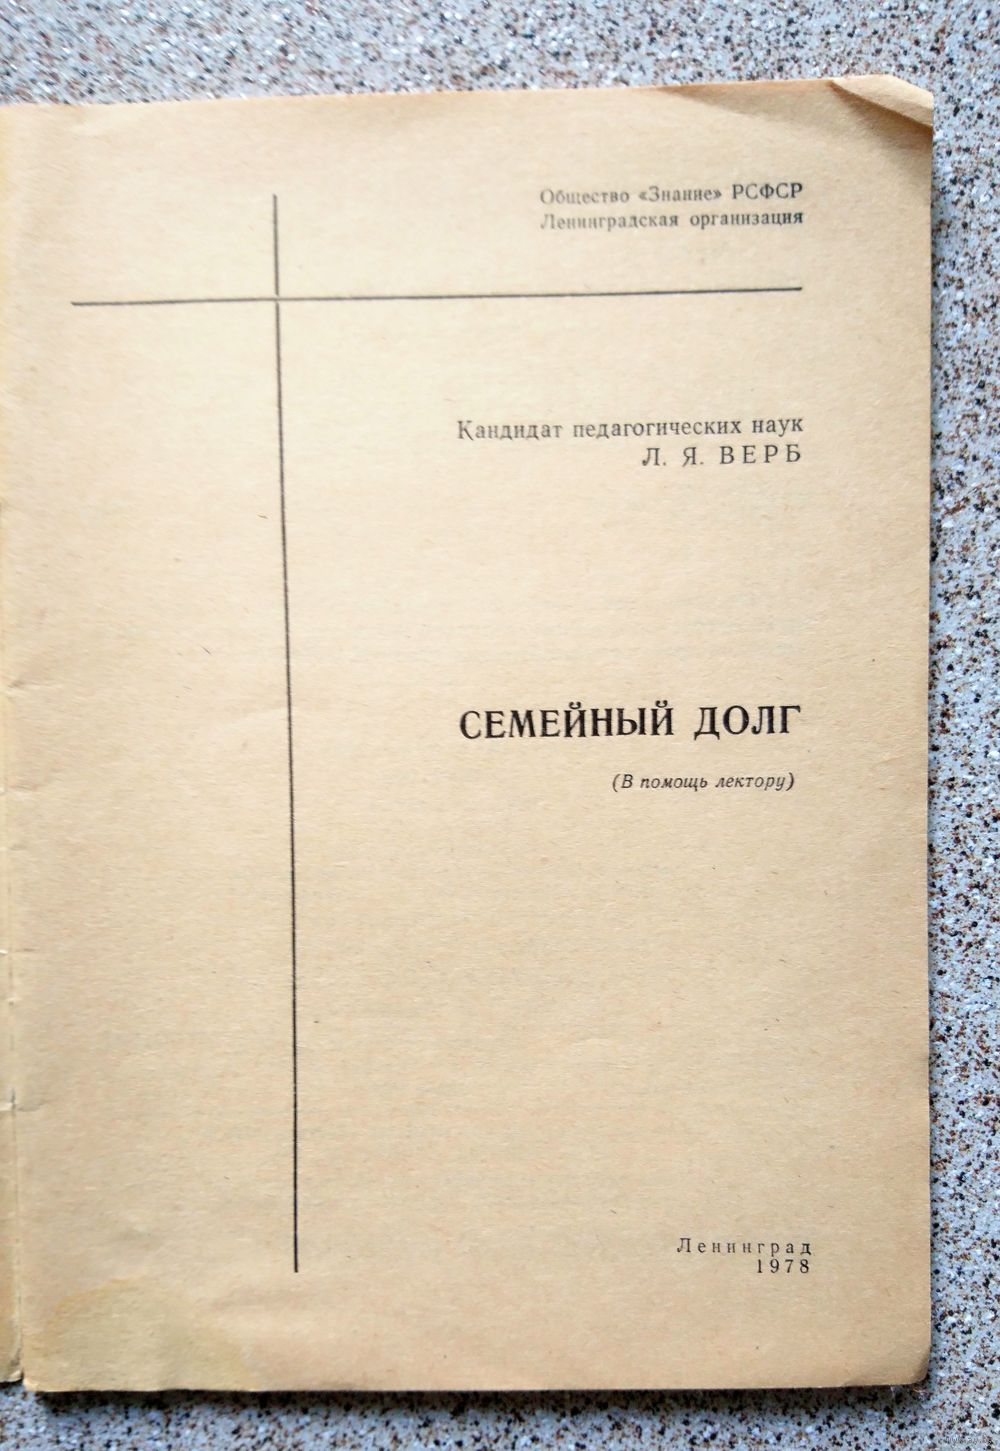 Общество «Знание» РСФСР
Ленинградская организация
Кандидат педагогических наук
Л. Я. ВЕРБ
СЕМЕЙНЫЙ ДОЛГ
(В помощь лектору)
Ленинград
1978